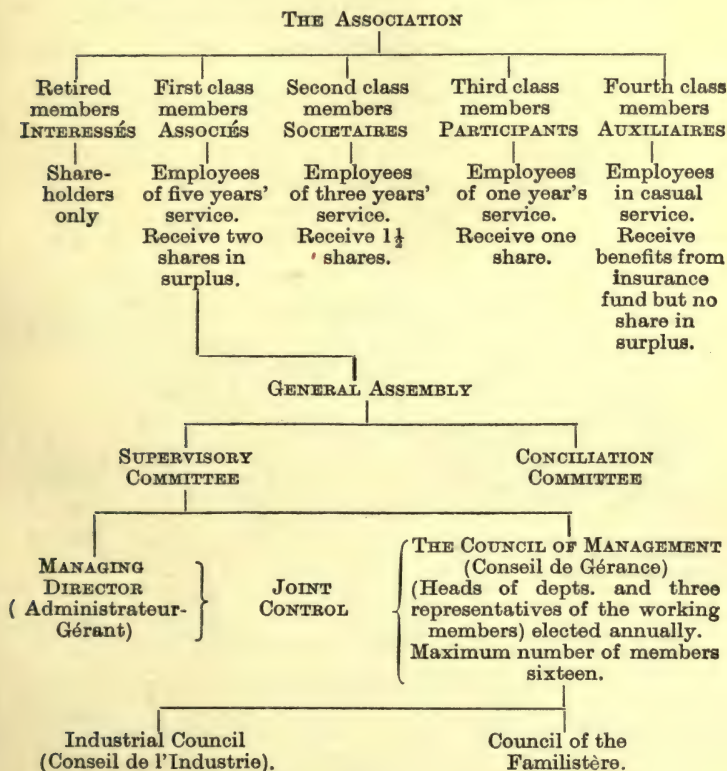 THE ASSOCIATION
Retired
members
INTERESSÉS
Share-
holders
only
First class
members
ASSOCIÉS
Employees
of five years'
service.
Receive two
shares in
surplus.
Second class
members
SOCIETAIRES
Employees
of three years'
service.
Receive 1½
shares.
Third class
members
PARTICIPANTS
Employees
of one year's
service.
Receive one
share.
Fourth class
members
AUXILIAIRES
Employees
in casual
service.
Receive
benefits from
insurance
fund but no
share in
surplus.
GENERAL ASSEMBLY
SUPERVISORY
COMMITTEE
CONCILIATION
COMMITTEE
MANAGING
DIRECTOR
( Administrateur-
Gérant)
JOINT
CONTROL
THE COUNCIL OF MANAGEMENT
(Conseil de Gérance)
(Heads of depts. and three
representatives of the working
members) elected annually.
Maximum number of members
sixteen.
Industrial Council
(Conseil de l'Industrie).
Council of the
Familistère.